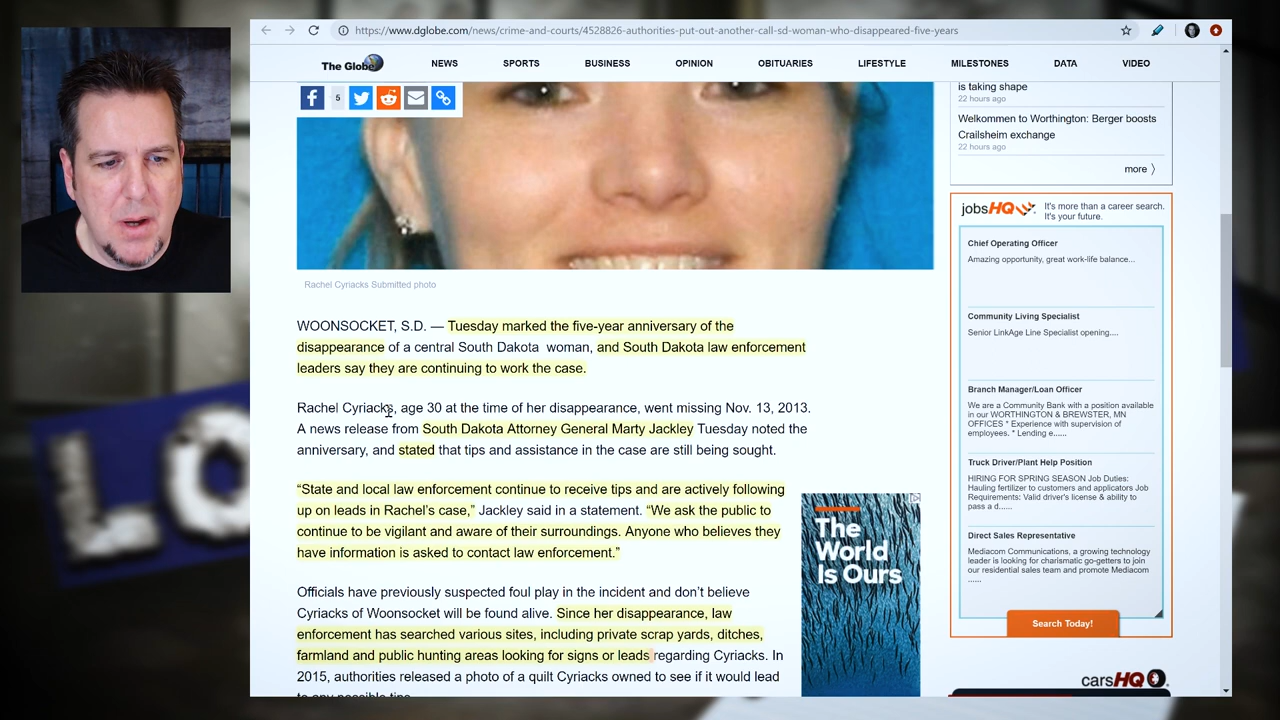 https://www.dglobe.com/news/crime-and-courts/4528826-authorities-put-out-another-call-sd-woman-who-disappeared-five-years
The Globe
NEWS
SPORTS
BUSINESS
OPINION
OBITUARIES
LIFESTYLE
MILESTONES
DATA
VIDEO
5
Rachel Cyriacks Submitted photo
WOONSOCKET, S.D. — Tuesday marked the five-year anniversary of the
disappearance of a central South Dakota woman, and South Dakota law enforcement
leaders say they are continuing to work the case.
Rachel Cyriacks, age 30 at the time of her disappearance, went missing Nov. 13, 2013.
A news release from South Dakota Attorney General Marty Jackley Tuesday noted the
anniversary, and stated that tips and assistance in the case are still being sought.
“State and local law enforcement continue to receive tips and are actively following
up on leads in Rachel’s case,” Jackley said in a statement. “We ask the public to
continue to be vigilant and aware of their surroundings. Anyone who believes they
have information is asked to contact law enforcement.”
Officials have previously suspected foul play in the incident and don’t believe
Cyriacks of Woonsocket will be found alive. Since her disappearance, law
enforcement has searched various sites, including private scrap yards, ditches,
farmland and public hunting areas looking for signs or leads regarding Cyriacks. In
2015, authorities released a photo of a quilt Cyriacks owned to see if it would lead
to any possible tips.
The
World
Is Ours
is taking shape
22 hours ago
Welkommen to Worthington: Berger boosts
Crailsheim exchange
22 hours ago
more
jobsHQ
It's more than a career search.
It's your future.
Chief Operating Officer
Amazing opportunity, great work-life balance...
Community Living Specialist
Senior LinkAge Line Specialist opening....
Branch Manager/Loan Officer
We are a Community Bank with a position available
in our WORTHINGTON & BREWSTER, MN
OFFICES * Experience with supervision of
employees. * Lending e......
Truck Driver/Plant Help Position
HIRING FOR SPRING SEASON Job Duties:
Hauling fertilizer to customers and applicators Job
Requirements: Valid driver's license & ability to
pass a d......
Direct Sales Representative
Mediacom Communications, a growing technology
leader is looking for charismatic go-getters to join
our residential sales team and promote Mediacom
......
Search Today!
carsHQ
LO